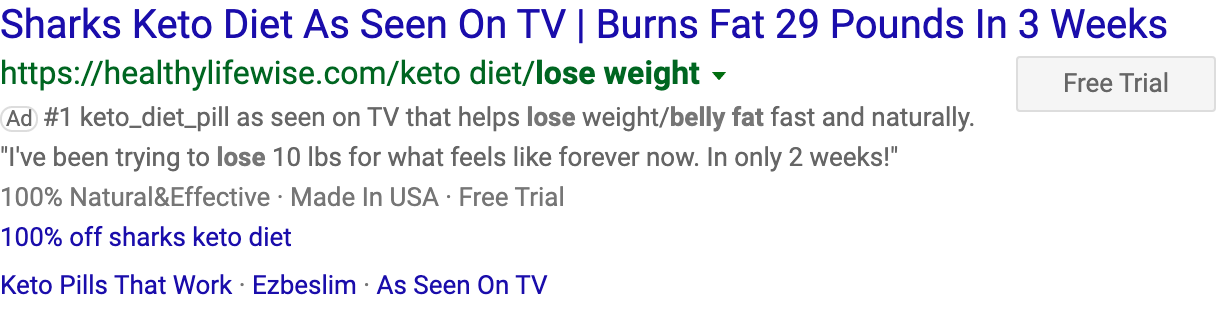 Sharks Keto Diet As Seen On TV | Burns Fat 29 Pounds In 3 Weeks
https://healthylifewise.com/keto diet/lose weight
Free Trial
Ad #1 keto_diet_pill as seen on TV that helps lose weight/belly fat fast and naturally.
"I've been trying to lose 10 lbs for what feels like forever now. In only 2 weeks!"
100% Natural&Effective · Made In USA · Free Trial
100% off sharks keto diet
Keto Pills That Work · Ezbeslim · As Seen On TV